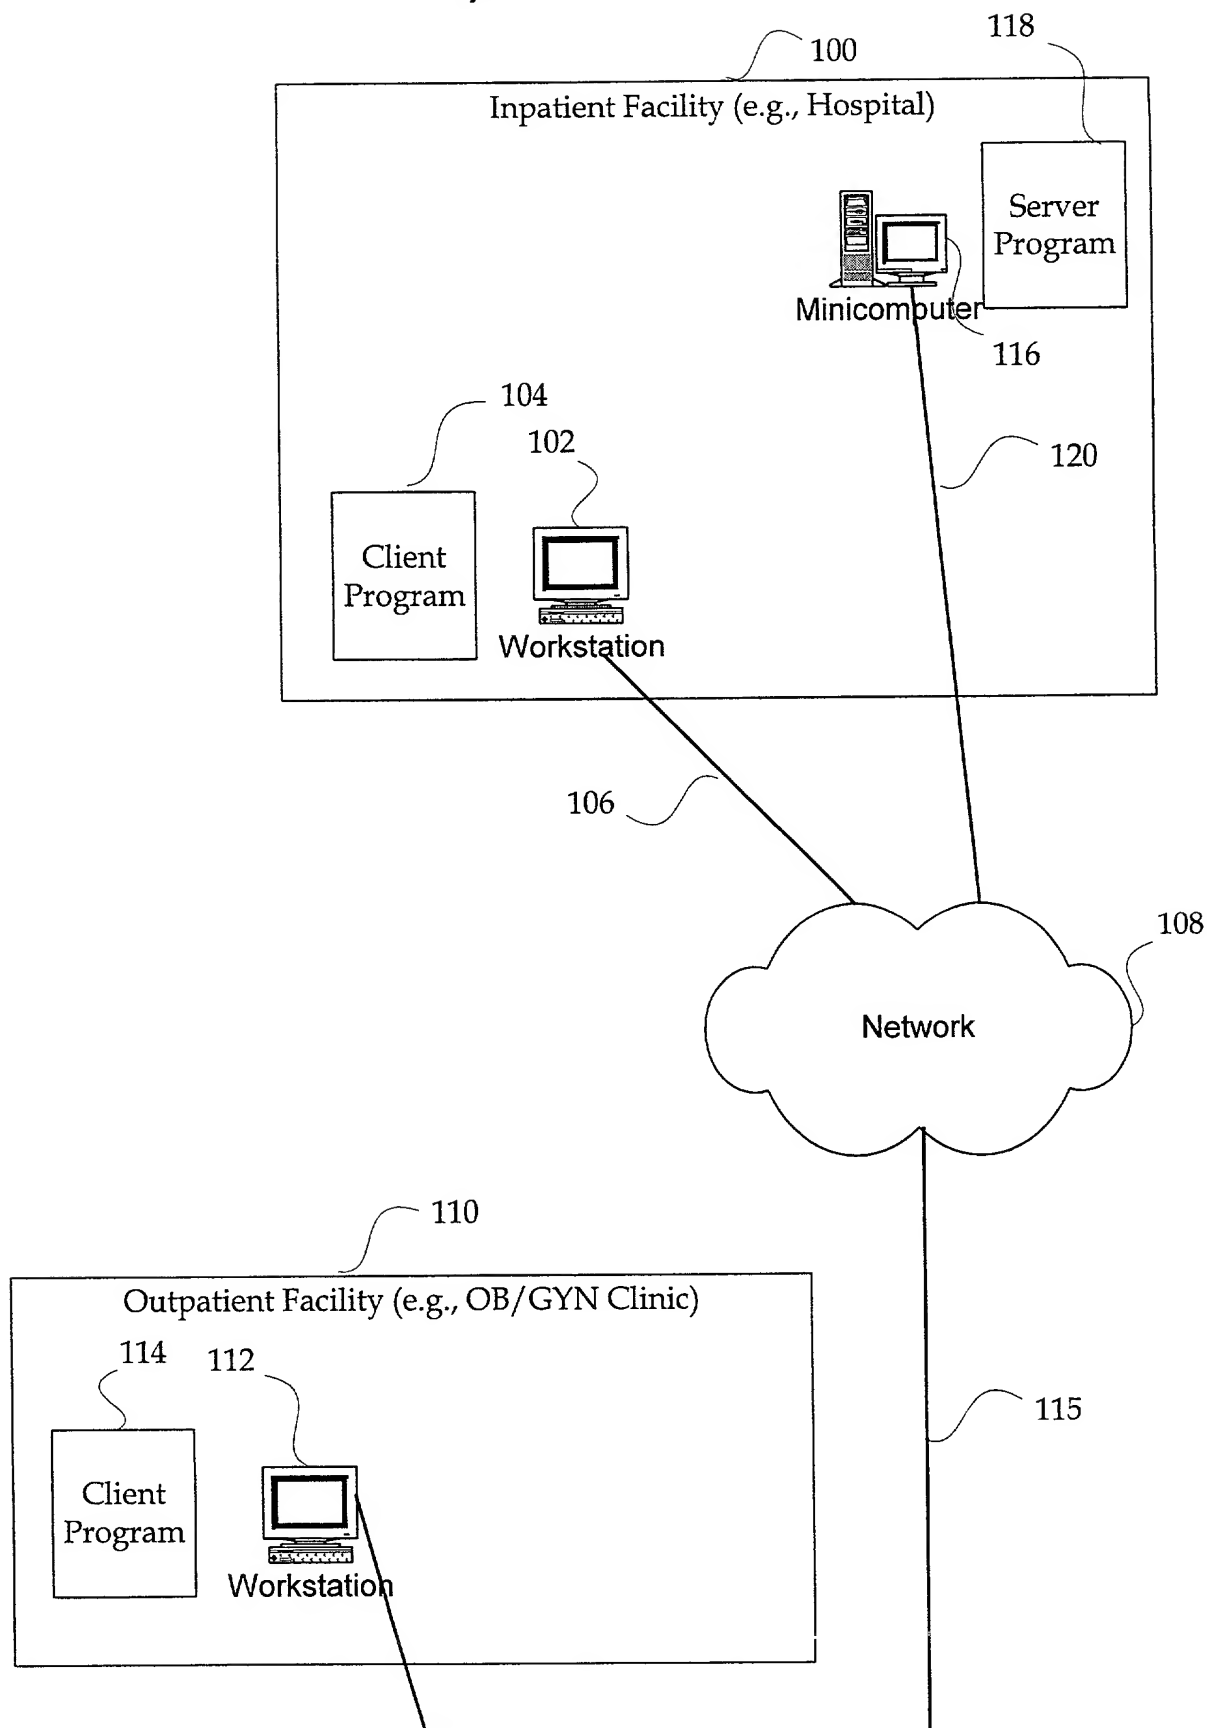 118
100
Inpatient Facility (e.g., Hospital)
Server
Program
Minicomputer
116
104
102
120
Client
Program
Workstation
106
108
Network
110
Outpatient Facility (e.g., OB/GYN Clinic)
114
112
115
Client
Program
Workstation